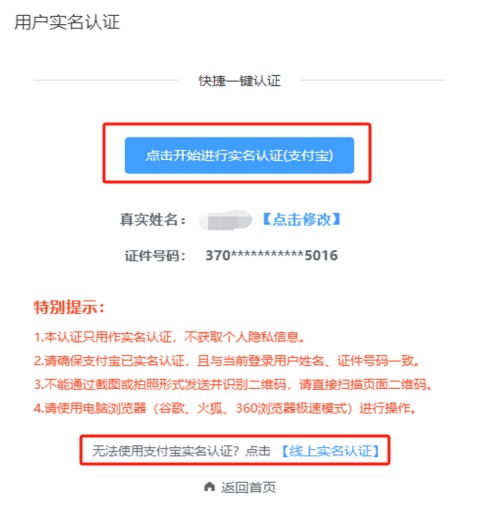 用户实名认证
快捷一键认证
点击开始进行实名认证(支付宝)
真实姓名： 【点击修改】
证件号码： 370***********5016
特别提示：
1.本认证只用作实名认证，不获取个人隐私信息。
2.请确保支付宝已实名认证，且与当前登录用户姓名、证件号码一致。
3.不能通过截图或拍照形式发送并识别二维码，请直接扫描页面二维码。
4.请使用电脑浏览器（谷歌、火狐、360浏览器极速模式）进行操作。
无法使用支付宝实名认证？点击 【线上实名认证】
返回首页